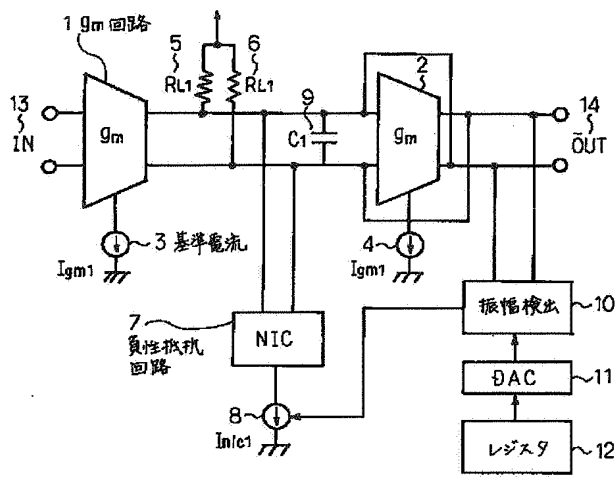 1 gm 回路
5
6
RL1
RL1
13
IN
gm
9
C1
2
gm
14
OUT
3 基準電流
Igm1
4
Igm1
7
負性抵抗
回路
NIC
8
Inic1
振幅検出
10
DAC
11
レジスタ
12